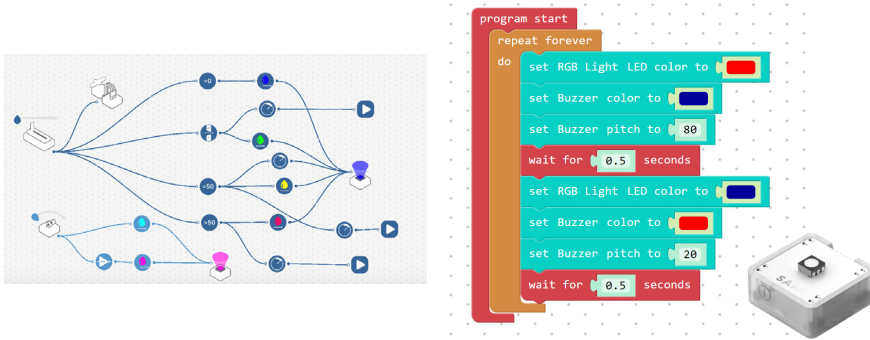 =0
=50
>50
program start
repeat forever
do
set RGB Light LED color to
set Buzzer color to
set Buzzer pitch to 80
wait for 0.5 seconds
set RGB Light LED color to
set Buzzer color to
set Buzzer pitch to 20
wait for 0.5 seconds
SA